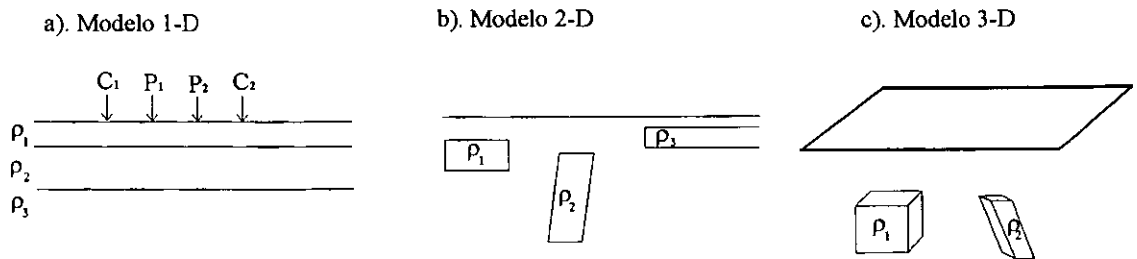 a). Modelo 1-D
b). Modelo 2-D
c). Modelo 3-D
C₁ P₁ P₂ C₂
ρ₁
ρ₂
ρ₃
ρ₁
ρ₂
ρ₃
ρ₁
ρ₂